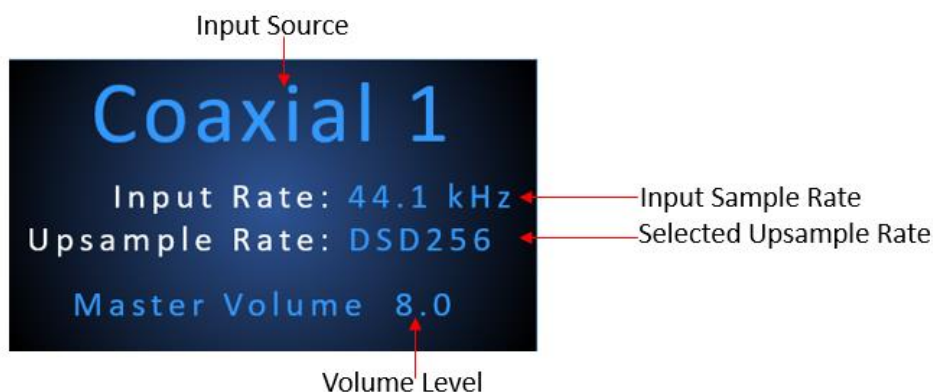 Input Source
Coaxial 1
Input Rate: 44.1 kHz
Input Sample Rate
Upsample Rate: DSD256
Selected Upsample Rate
Master Volume 8.0
Volume Level